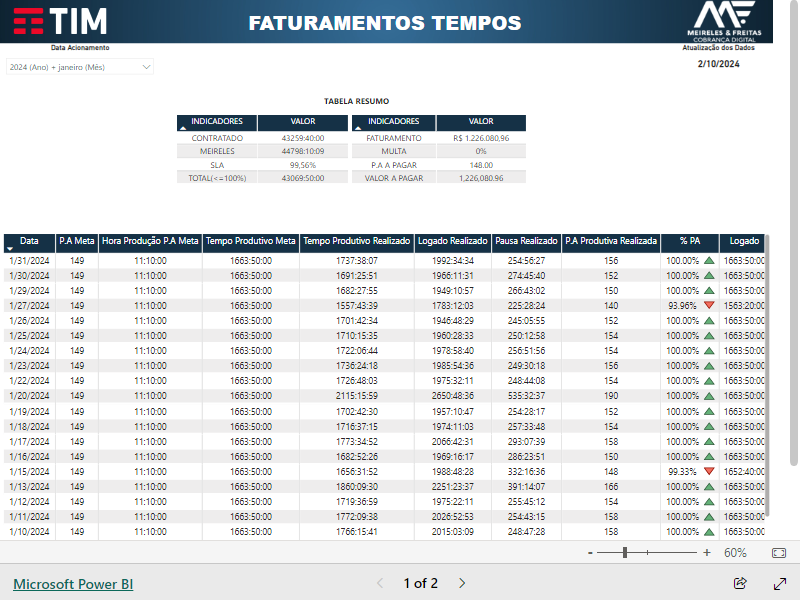 TIM
FATURAMENTOS TEMPOS
MEIRELES & FREITAS
COBRANÇA DIGITAL
Data Acionamento
Atualização dos Dados
2024 (Ano) + janeiro (Mês)
2/10/2024
TABELA RESUMO
INDICADORES VALOR INDICADORES VALOR
CONTRATADO 43259:40:00 FATURAMENTO R$ 1.226.080,96
MEIRELES 44798:10:09 MULTA 0%
SLA 99,56% P.A A PAGAR 148.00
TOTAL(<=100%) 43069:50:00 VALOR A PAGAR 1,226,080.96
Data P.A Meta Hora Produção P.A Meta Tempo Produtivo Meta Tempo Produtivo Realizado Logado Realizado Pausa Realizado P.A Produtiva Realizada % PA Logado
1/31/2024 149 11:10:00 1663:50:00 1737:38:07 1992:34:34 254:56:27 156 100.00% 1663:50:00
1/30/2024 149 11:10:00 1663:50:00 1691:25:51 1966:11:31 274:45:40 152 100.00% 1663:50:00
1/29/2024 149 11:10:00 1663:50:00 1682:27:55 1949:10:57 266:43:02 150 100.00% 1663:50:00
1/27/2024 149 11:10:00 1663:50:00 1557:43:39 1783:12:03 225:28:24 140 93.96% 1563:20:00
1/26/2024 149 11:10:00 1663:50:00 1701:42:34 1946:48:29 245:05:55 152 100.00% 1663:50:00
1/25/2024 149 11:10:00 1663:50:00 1710:15:35 1960:28:33 250:12:58 154 100.00% 1663:50:00
1/24/2024 149 11:10:00 1663:50:00 1722:06:44 1978:58:40 256:51:56 154 100.00% 1663:50:00
1/23/2024 149 11:10:00 1663:50:00 1736:24:18 1985:54:36 249:30:18 156 100.00% 1663:50:00
1/22/2024 149 11:10:00 1663:50:00 1726:48:03 1975:32:11 248:44:08 154 100.00% 1663:50:00
1/20/2024 149 11:10:00 1663:50:00 2115:15:59 2650:48:36 535:32:37 190 100.00% 1663:50:00
1/19/2024 149 11:10:00 1663:50:00 1702:42:30 1957:10:47 254:28:17 152 100.00% 1663:50:00
1/18/2024 149 11:10:00 1663:50:00 1716:37:15 1974:11:03 257:33:48 154 100.00% 1663:50:00
1/17/2024 149 11:10:00 1663:50:00 1773:34:52 2066:42:31 293:07:39 158 100.00% 1663:50:00
1/16/2024 149 11:10:00 1663:50:00 1682:52:26 1969:16:17 286:23:51 150 100.00% 1663:50:00
1/15/2024 149 11:10:00 1663:50:00 1656:31:52 1988:48:28 332:16:36 148 99.33% 1652:40:00
1/13/2024 149 11:10:00 1663:50:00 1860:09:30 2251:23:37 391:14:07 166 100.00% 1663:50:00
1/12/2024 149 11:10:00 1663:50:00 1719:36:59 1975:22:11 255:45:12 154 100.00% 1663:50:00
1/11/2024 149 11:10:00 1663:50:00 1772:09:38 2026:52:53 254:43:15 158 100.00% 1663:50:00
1/10/2024 149 11:10:00 1663:50:00 1766:15:41 2015:03:09 248:47:28 158 100.00% 1663:50:00
- + 60%
Microsoft Power BI
1 of 2